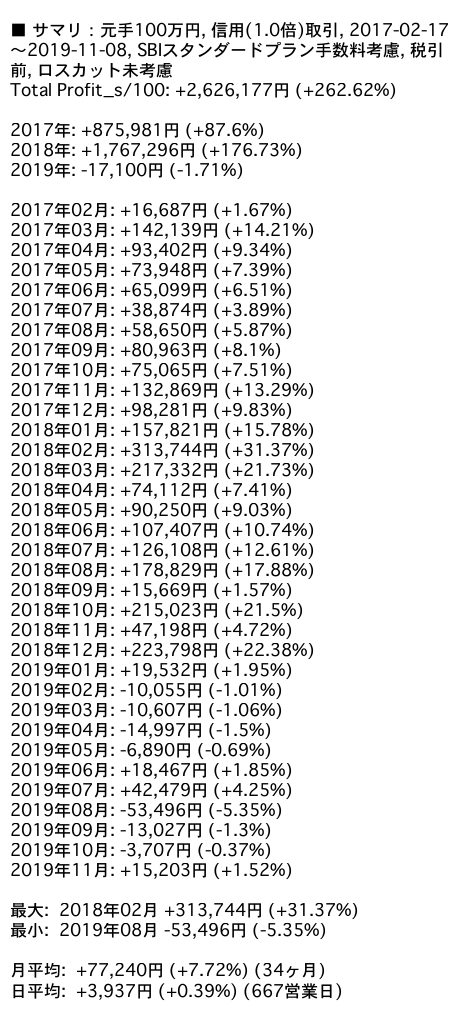 ■ サマリ：元手100万円, 信用(1.0倍)取引, 2017-02-17
～2019-11-08, SBIスタンダードプラン手数料考慮, 税引
前, ロスカット未考慮
Total Profit_s/100: +2,626,177円 (+262.62%)
2017年: +875,981円 (+87.6%)
2018年: +1,767,296円 (+176.73%)
2019年: -17,100円 (-1.71%)
2017年02月: +16,687円 (+1.67%)
2017年03月: +142,139円 (+14.21%)
2017年04月: +93,402円 (+9.34%)
2017年05月: +73,948円 (+7.39%)
2017年06月: +65,099円 (+6.51%)
2017年07月: +38,874円 (+3.89%)
2017年08月: +58,650円 (+5.87%)
2017年09月: +80,963円 (+8.1%)
2017年10月: +75,065円 (+7.51%)
2017年11月: +132,869円 (+13.29%)
2017年12月: +98,281円 (+9.83%)
2018年01月: +157,821円 (+15.78%)
2018年02月: +313,744円 (+31.37%)
2018年03月: +217,332円 (+21.73%)
2018年04月: +74,112円 (+7.41%)
2018年05月: +90,250円 (+9.03%)
2018年06月: +107,407円 (+10.74%)
2018年07月: +126,108円 (+12.61%)
2018年08月: +178,829円 (+17.88%)
2018年09月: +15,669円 (+1.57%)
2018年10月: +215,023円 (+21.5%)
2018年11月: +47,198円 (+4.72%)
2018年12月: +223,798円 (+22.38%)
2019年01月: +19,532円 (+1.95%)
2019年02月: -10,055円 (-1.01%)
2019年03月: -10,607円 (-1.06%)
2019年04月: -14,997円 (-1.5%)
2019年05月: -6,890円 (-0.69%)
2019年06月: +18,467円 (+1.85%)
2019年07月: +42,479円 (+4.25%)
2019年08月: -53,496円 (-5.35%)
2019年09月: -13,027円 (-1.3%)
2019年10月: -3,707円 (-0.37%)
2019年11月: +15,203円 (+1.52%)
最大: 2018年02月 +313,744円 (+31.37%)
最小: 2019年08月 -53,496円 (-5.35%)
月平均: +77,240円 (+7.72%) (34ヶ月)
日平均: +3,937円 (+0.39%) (667営業日)